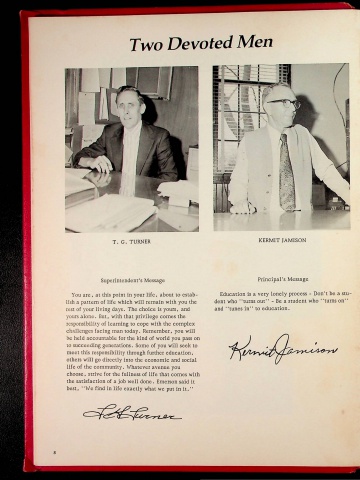 Two Devoted Men
T. G. TURNER
KERMIT JAMISON
Superintendent's Message
You are, at this point in your life, about to estab-
lish a pattern of life which will remain with you the
rest of your living days. The choice is yours, and
yours alone. But, with that privilege comes the
responsibility of learning to cope with the complex
challenges facing man today. Remember, you will
be held accountable for the kind of world you pass on
to succeeding generations. Some of you will seek to
meet this responsibility through further education,
others will go directly into the economic and social
life of the community. Whatever avenue you
choose, strive for the fullness of life that comes with
the satisfaction of a job well done. Emerson said it
best, "We find in life exactly what we put in it."
T G Turner
Principal's Message
Education is a very lonely process - Don't be a stu-
dent who "turns out" - Be a student who "turns on"
and "tunes in" to education.
Kermit Jamison